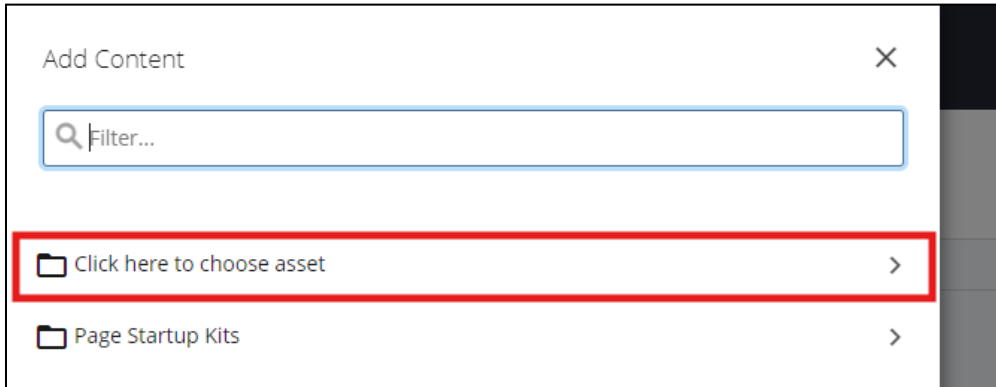 Add Content
Filter...
Click here to choose asset
Page Startup Kits